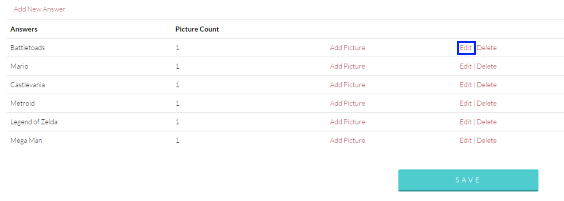 Add New Answer
Answers Picture Count
Battletoads 1 Add Picture Edit | Delete
Mario 1 Add Picture Edit | Delete
Castlevania 1 Add Picture Edit | Delete
Metroid 1 Add Picture Edit | Delete
Legend of Zelda 1 Add Picture Edit | Delete
Mega Man 1 Add Picture Edit | Delete
SAVE